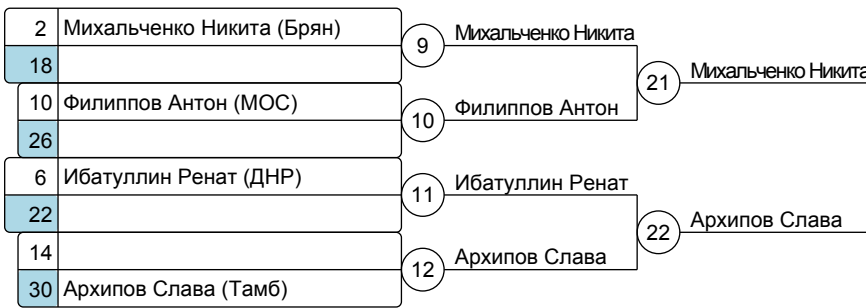 2 Михальченко Никита (Брян)
18
10 Филиппов Антон (МОС)
26
6 Ибатуллин Ренат (ДНР)
22
14
30 Архипов Слава (Тамб)
9 Михальченко Никита
10 Филиппов Антон
11 Ибатуллин Ренат
12 Архипов Слава
21 Михальченко Никита
22 Архипов Слава